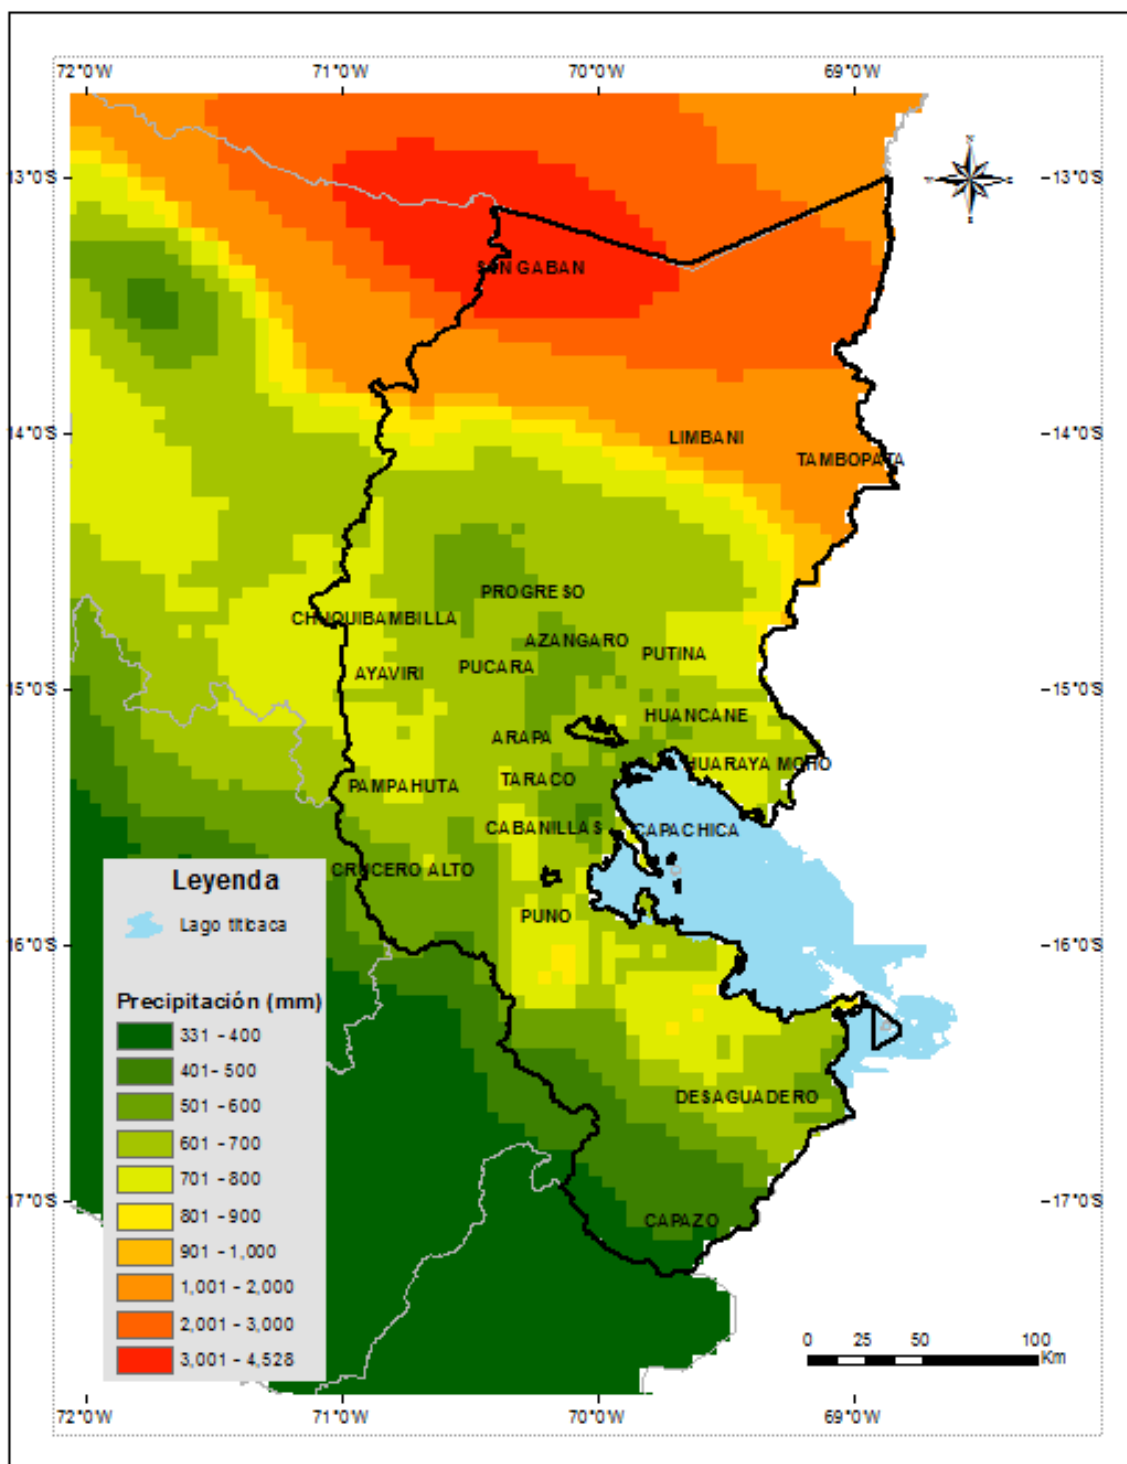 72°0'W 71°0'W 70°0'W 69°0'W
13°0'S -13°0'S
SAN GABAN
14°0'S -14°0'S
LIMBANI
TAMBOPATA
PROGRESO
CHUQUIBAMBILLA
AZANGARO
PUTINA
PUCARA
AYAVIRI
15°0'S -15°0'S
HUANCANE
ARAPA
HUARAYA MOHO
TARACO
PAMPAHUTA
CABANILLAS
CAPACHICA
CRUCERO ALTO
PUNO
16°0'S -16°0'S
DESAGUADERO
17°0'S -17°0'S
CAPAZO
Leyenda
Lago titicaca
Precipitación (mm)
331 - 400
401 - 500
501 - 600
601 - 700
701 - 800
801 - 900
901 - 1,000
1,001 - 2,000
2,001 - 3,000
3,001 - 4,528
0 25 50 100
Km
72°0'W 71°0'W 70°0'W 69°0'W